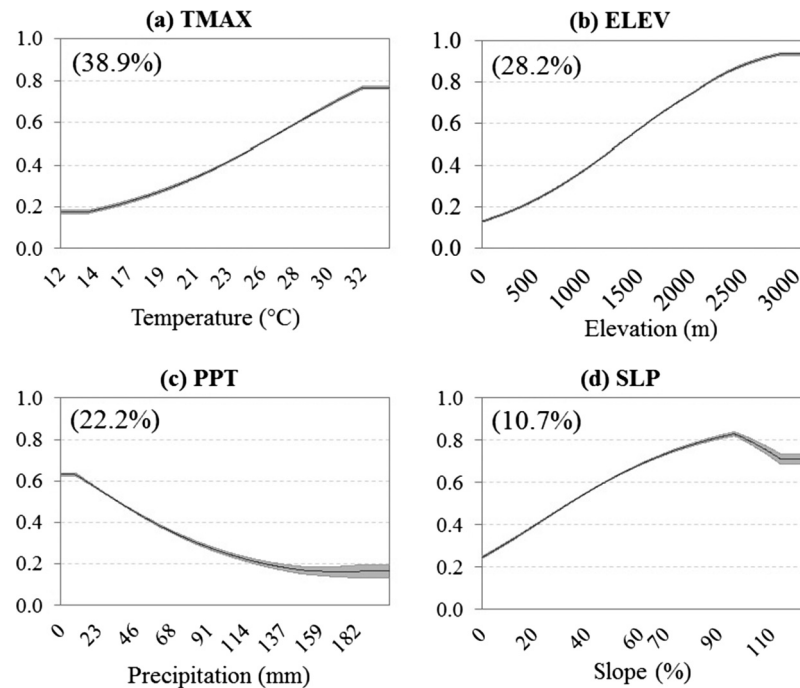 (a) TMAX
(38.9%)
1.0
0.8
0.6
0.4
0.2
0.0
12 14 17 19 21 23 26 28 30 32
Temperature (°C)
(b) ELEV
(28.2%)
1.0
0.8
0.6
0.4
0.2
0.0
0 500 1000 1500 2000 2500 3000
Elevation (m)
(c) PPT
(22.2%)
1.0
0.8
0.6
0.4
0.2
0.0
0 23 46 68 91 114 137 159 182
Precipitation (mm)
(d) SLP
(10.7%)
1.0
0.8
0.6
0.4
0.2
0.0
0 20 40 60 70 90 110
Slope (%)